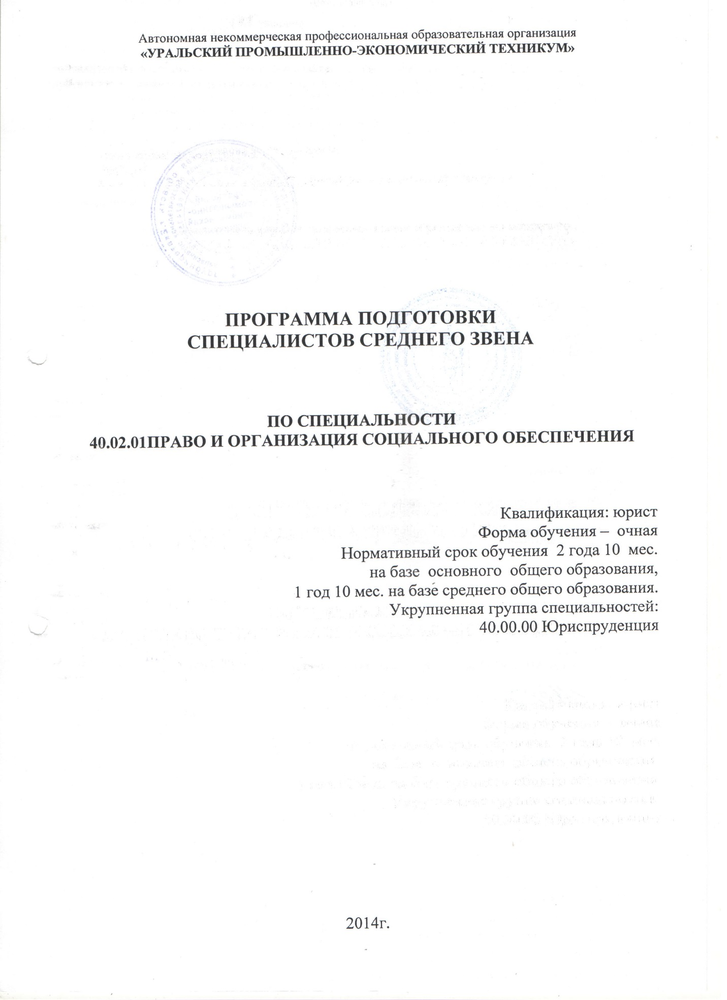 Автономная некоммерческая профессиональная образовательная организация
«УРАЛЬСКИЙ ПРОМЫШЛЕННО-ЭКОНОМИЧЕСКИЙ ТЕХНИКУМ»
ПРОГРАММА ПОДГОТОВКИ
СПЕЦИАЛИСТОВ СРЕДНЕГО ЗВЕНА
ПО СПЕЦИАЛЬНОСТИ
40.02.01ПРАВО И ОРГАНИЗАЦИЯ СОЦИАЛЬНОГО ОБЕСПЕЧЕНИЯ
Квалификация: юрист
Форма обучения – очная
Нормативный срок обучения 2 года 10 мес.
на базе основного общего образования,
1 год 10 мес. на базе среднего общего образования.
Укрупненная группа специальностей:
40.00.00 Юриспруденция
2014г.